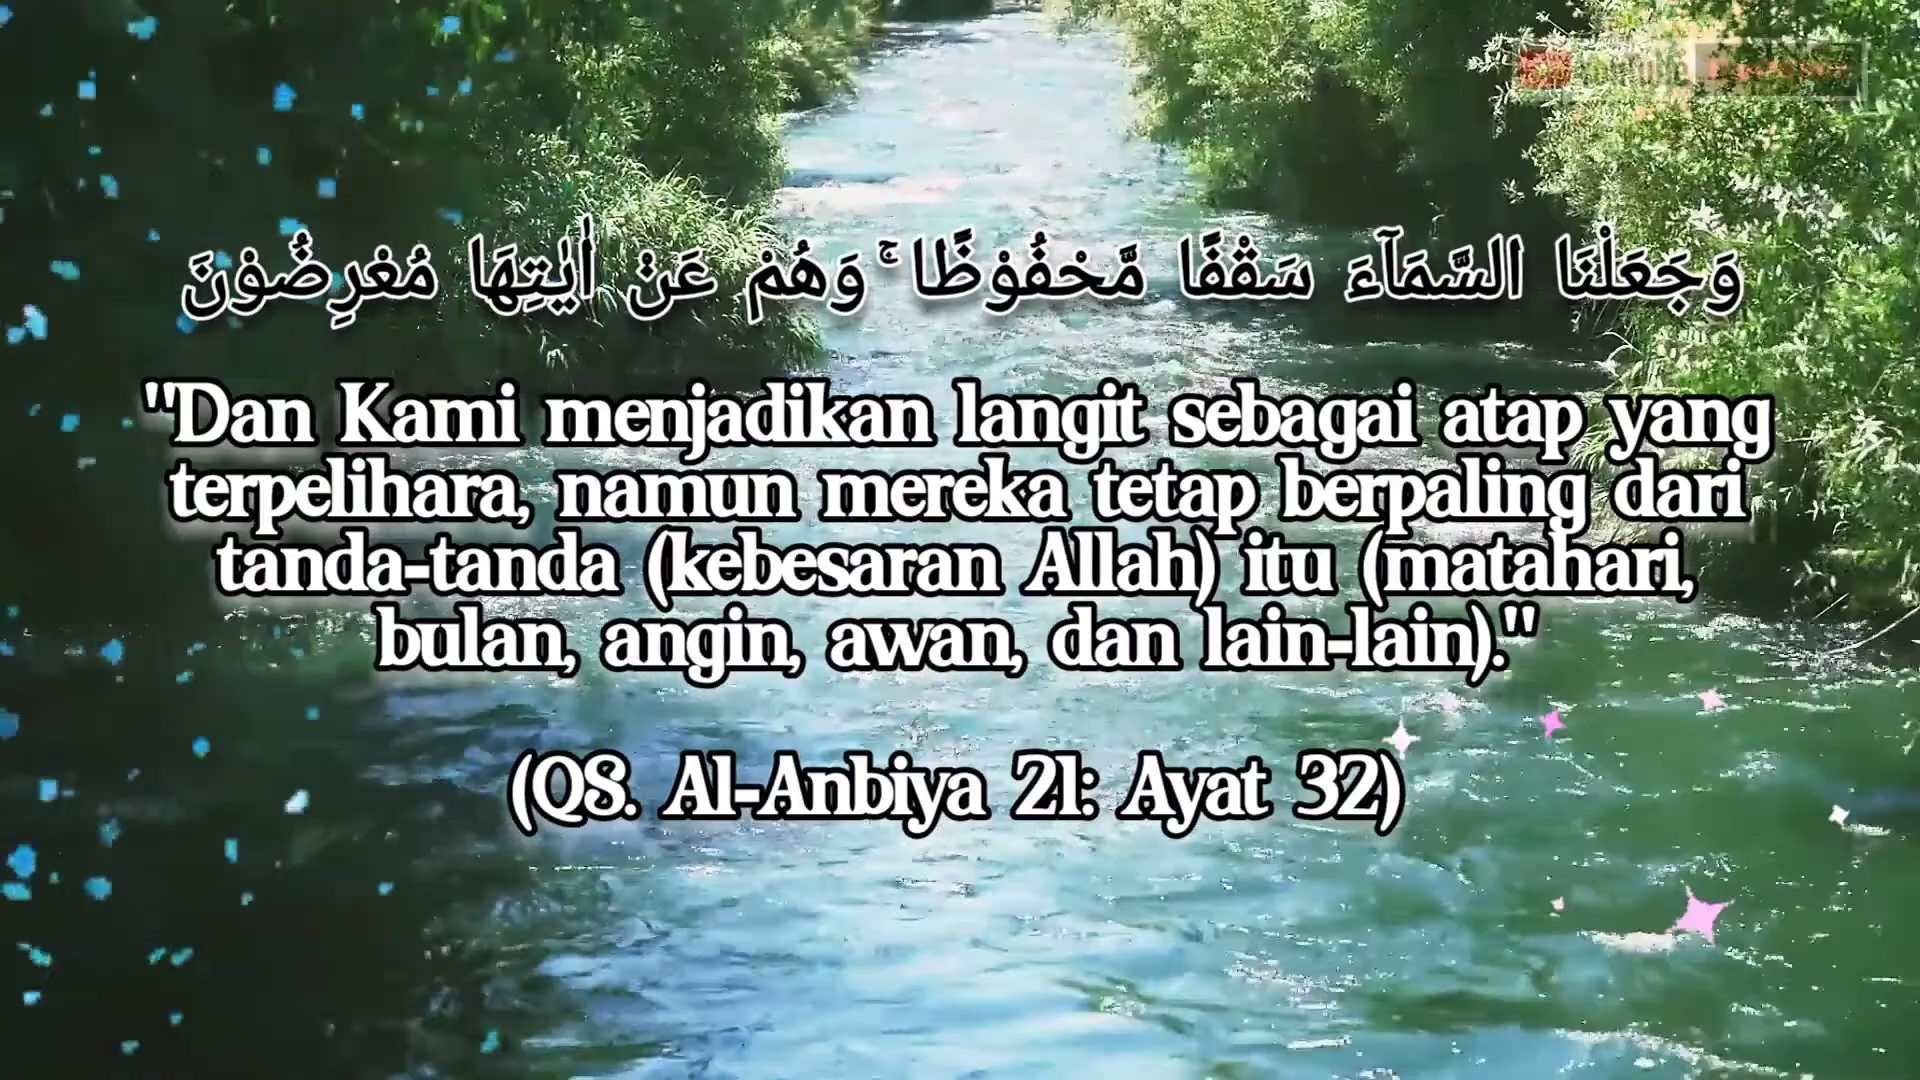 وَجَعَلْنَا السَّمَاۤءَ سَقْفًا مَّحْفُوْظًاۚ وَهُمْ عَنْ اٰيٰتِهَا مُعْرِضُوْنَ
"Dan Kami menjadikan langit sebagai atap yang
terpelihara, namun mereka tetap berpaling dari
tanda-tanda (kebesaran Allah) itu (matahari,
bulan, angin, awan, dan lain-lain)."
(QS. Al-Anbiya 21: Ayat 32)